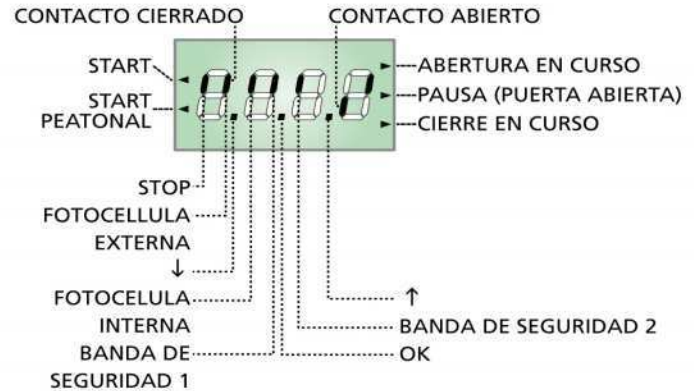 CONTACTO CIERRADO
CONTACTO ABIERTO
START
START
PEATONAL
ABERTURA EN CURSO
PAUSA (PUERTA ABIERTA)
CIERRE EN CURSO
STOP
FOTOCELLULA
EXTERNA
↓
FOTOCELULA
INTERNA
BANDA DE
SEGURIDAD 1
↑
BANDA DE SEGURIDAD 2
OK